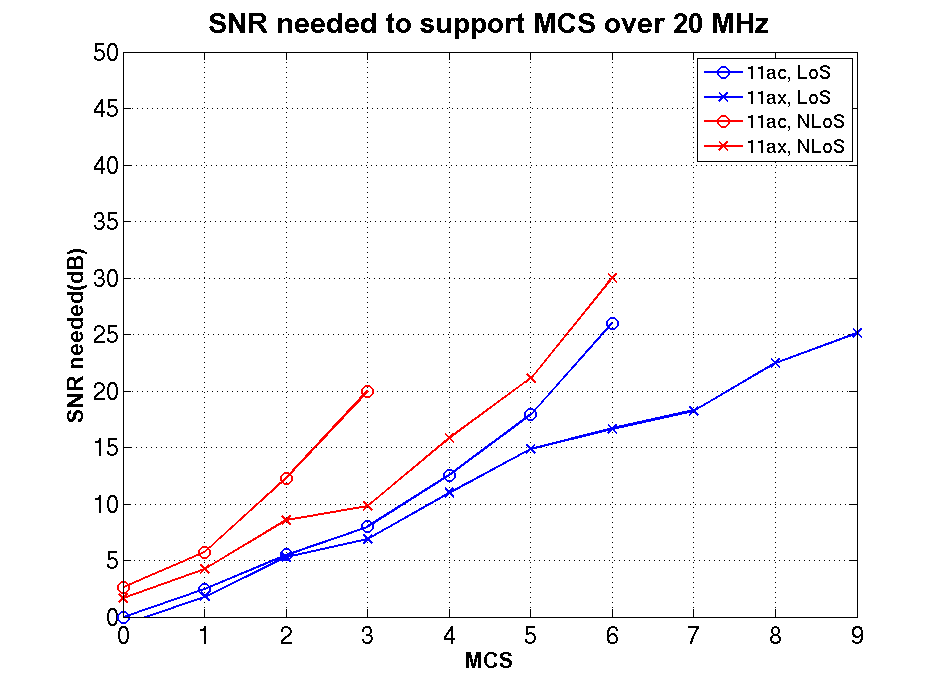 SNR needed to support MCS over 20 MHz
50
45
40
35
30
25
20
15
10
5
0
SNR needed(dB)
11ac, LoS
11ax, LoS
11ac, NLoS
11ax, NLoS
0 1 2 3 4 5 6 7 8 9
MCS